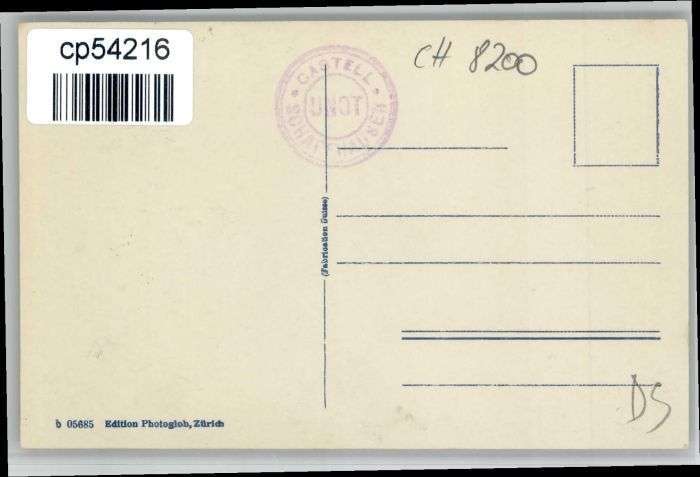 cp54216
CH 8200
CASTELL
UNOT
SCHAFFHAUSEN
(Fabrication suisse)
DS
b 05685 Edition Photoglob, Zürich